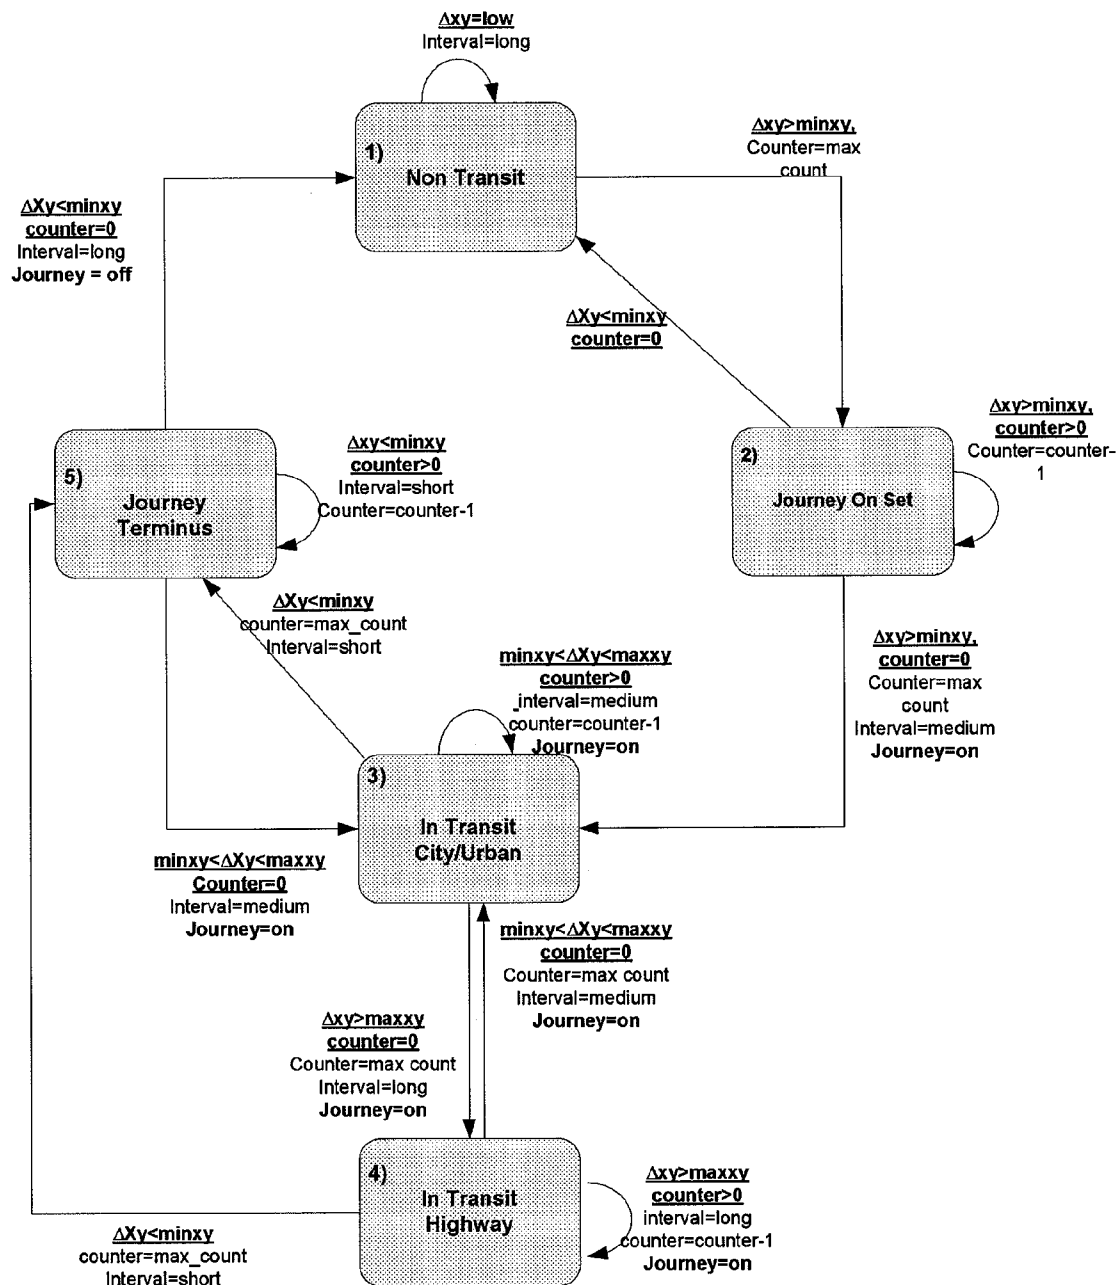 Δxy=low
Interval=long
1)
Non Transit
Δxy>minxy,
Counter=max
count
ΔXy<minxy
counter=0
Interval=long
Journey = off
ΔXy<minxy
counter=0
5)
Journey
Terminus
Δxy<minxy
counter>0
Interval=short
Counter=counter-1
2)
Journey On Set
Δxy>minxy,
counter>0
Counter=counter-
1
ΔXy<minxy
counter=max_count
Interval=short
minxy<ΔXy<maxxy
counter>0
interval=medium
counter=counter-1
Journey=on
Δxy>minxy,
counter=0
Counter=max
count
Interval=medium
Journey=on
3)
In Transit
City/Urban
minxy<ΔXy<maxxy
Counter=0
Interval=medium
Journey=on
minxy<ΔXy<maxxy
counter=0
Counter=max count
Interval=medium
Journey=on
Δxy>maxxy
counter=0
Counter=max count
Interval=long
Journey=on
4)
In Transit
Highway
Δxy>maxxy
counter>0
interval=long
counter=counter-1
Journey=on
ΔXy<minxy
counter=max_count
Interval=short